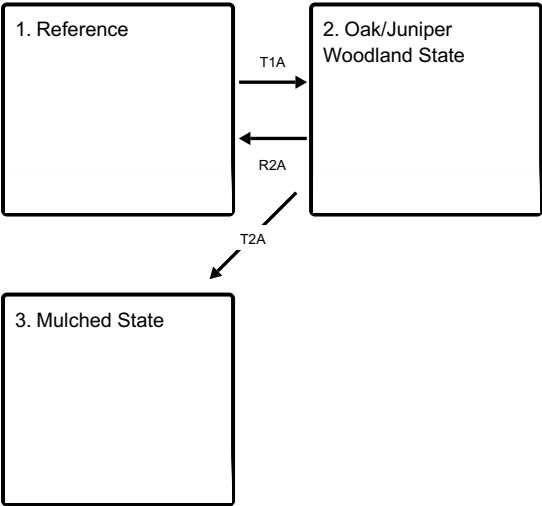 1. Reference
2. Oak/Juniper
Woodland State
T1A
R2A
T2A
3. Mulched State